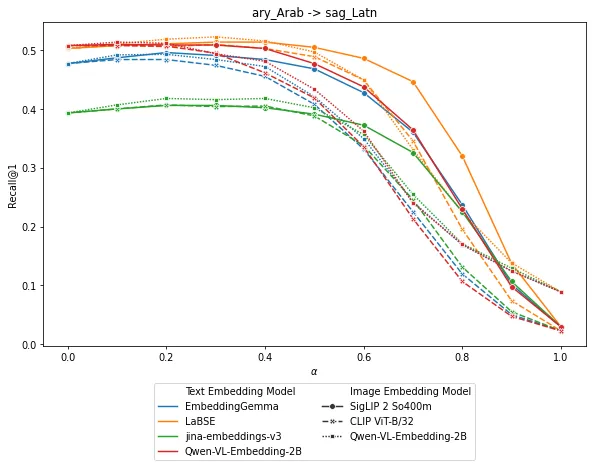 ary_Arab -> sag_Latn
Recall@1
0.5
0.4
0.3
0.2
0.1
0.0
0.0 0.2 0.4 0.6 0.8 1.0
α
Text Embedding Model
EmbeddingGemma
LaBSE
jina-embeddings-v3
Qwen-VL-Embedding-2B
Image Embedding Model
SigLIP 2 So400m
CLIP ViT-B/32
Qwen-VL-Embedding-2B